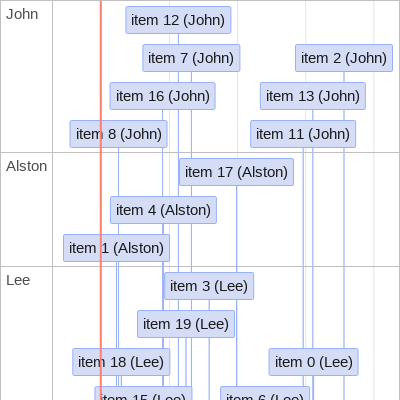 John
item 12 (John)
item 7 (John)
item 2 (John)
item 16 (John)
item 13 (John)
item 8 (John)
item 11 (John)
Alston
item 17 (Alston)
item 4 (Alston)
item 1 (Alston)
Lee
item 3 (Lee)
item 19 (Lee)
item 18 (Lee)
item 0 (Lee)
item 15 (Lee)
item 6 (Lee)